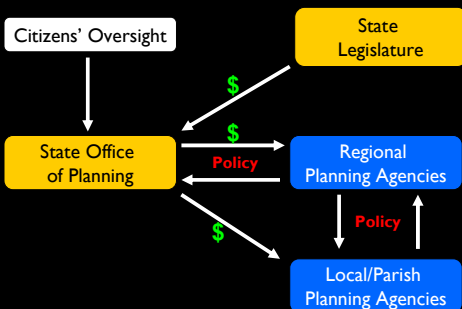 Citizens’ Oversight
State
Legislature
$
$
State Office
of Planning
Policy
Regional
Planning Agencies
$
Policy
Local/Parish
Planning Agencies